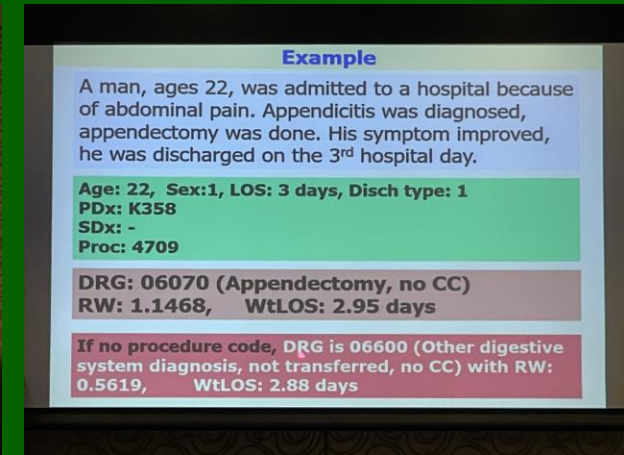 Example
A man, ages 22, was admitted to a hospital because
of abdominal pain. Appendicitis was diagnosed,
appendectomy was done. His symptom improved,
he was discharged on the 3rd hospital day.
Age: 22, Sex:1, LOS: 3 days, Disch type: 1
PDx: K358
SDx: -
Proc: 4709
DRG: 06070 (Appendectomy, no CC)
RW: 1.1468, WtLOS: 2.95 days
If no procedure code, DRG is 06600 (Other digestive
system diagnosis, not transferred, no CC) with RW:
0.5619, WtLOS: 2.88 days